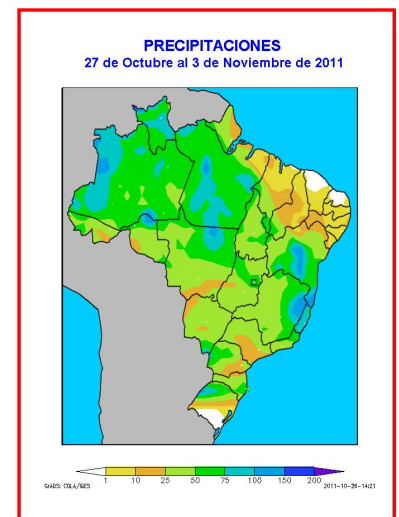 PRECIPITACIONES
27 de Octubre al 3 de Noviembre de 2011
1 10 25 50 75 100 150 200
GrADS: COLA/IGES 2011-10-26-14:21